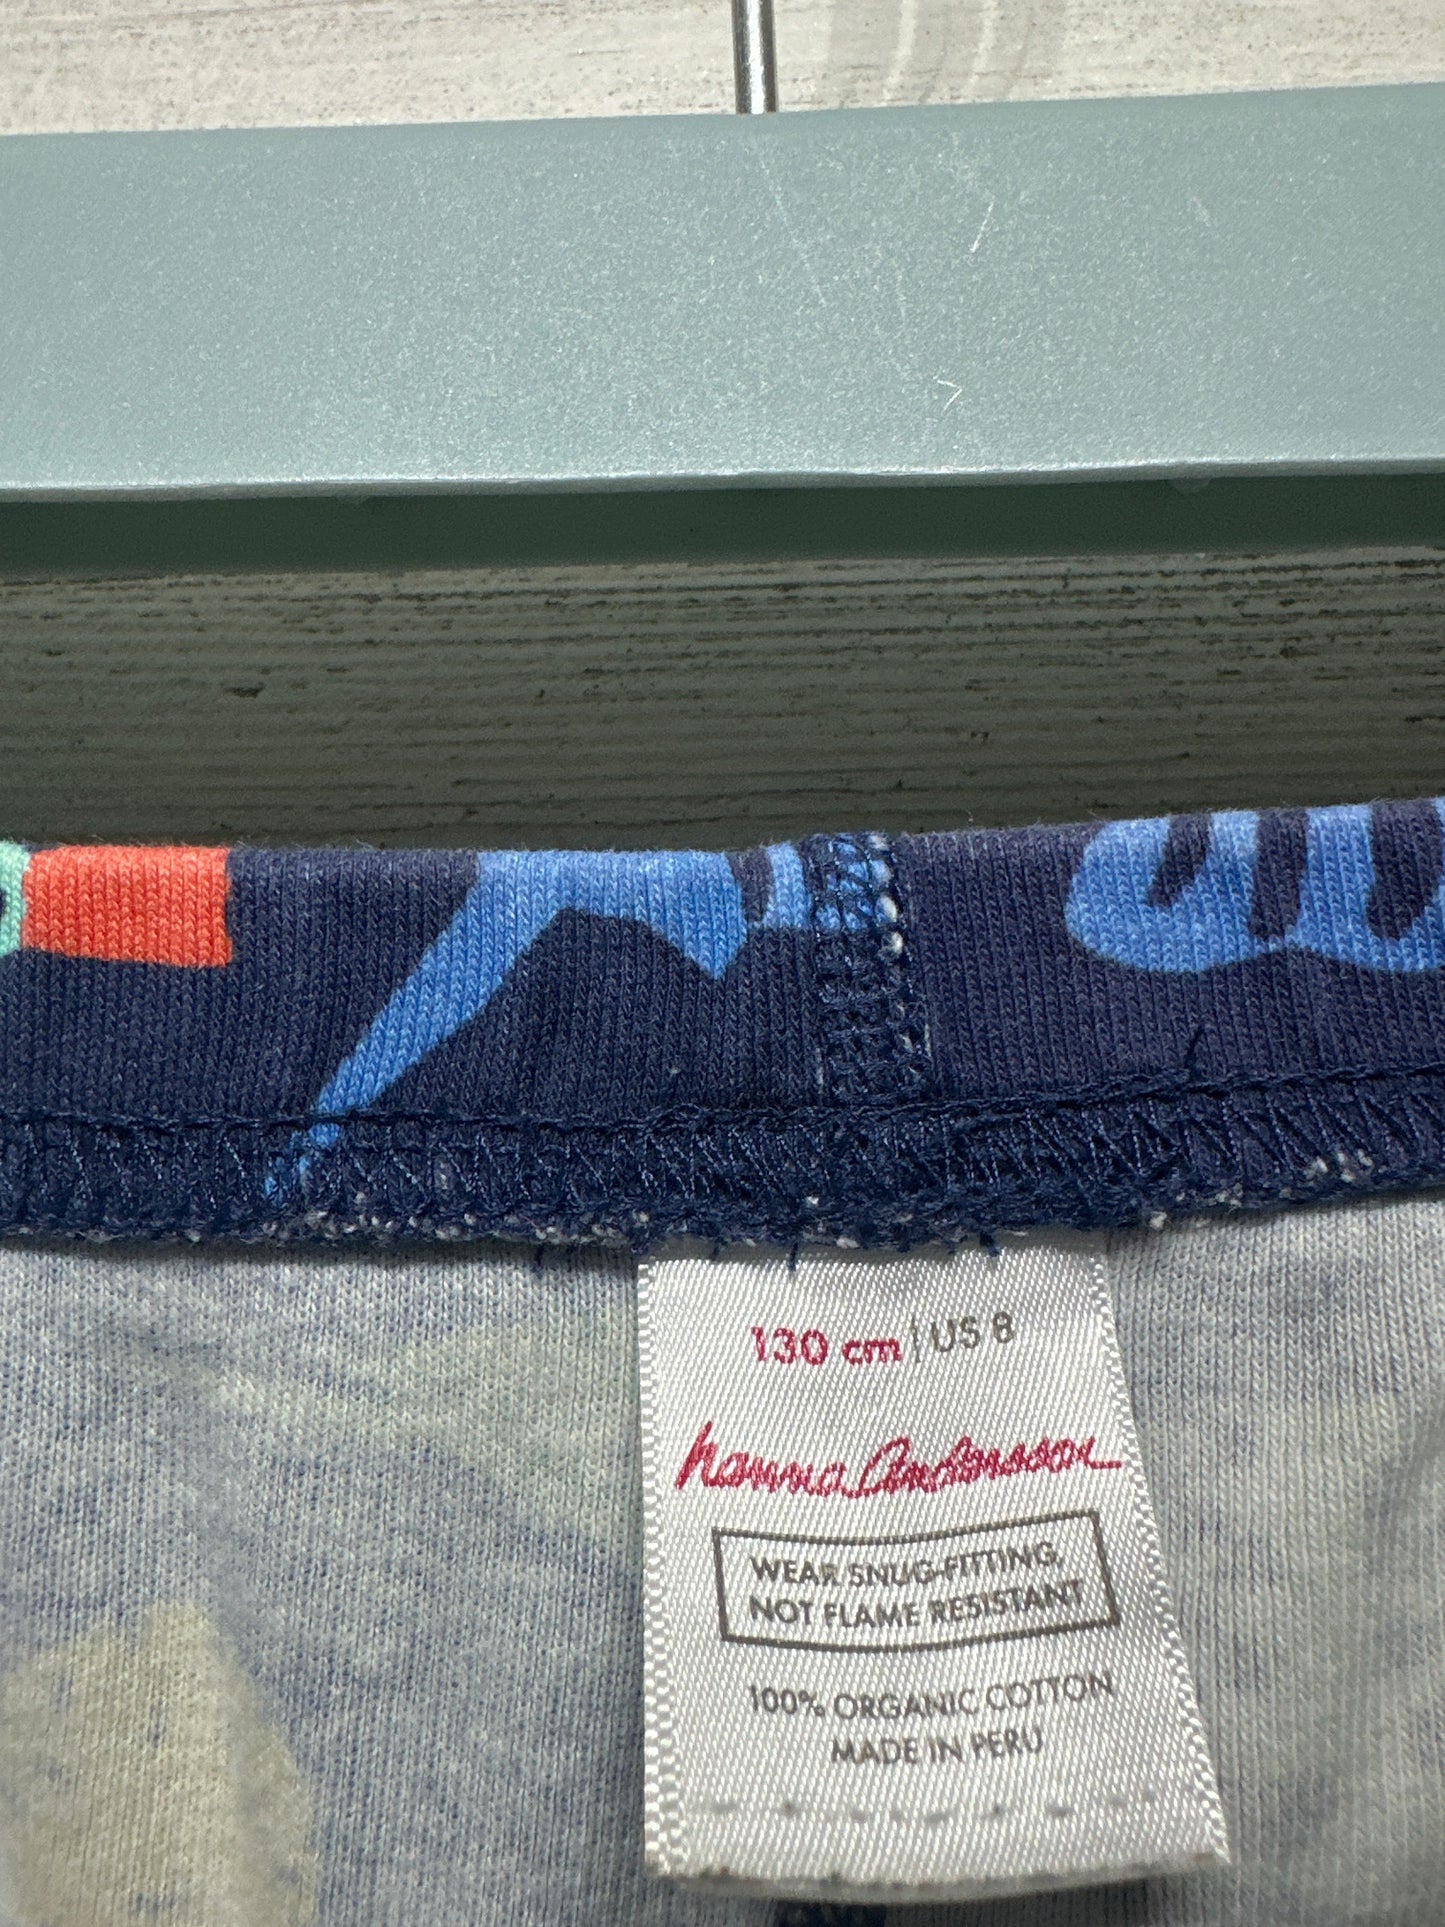 130 cm | US 8
hanna Andersson
WEAR SNUG-FITTING,
NOT FLAME RESISTANT
100% ORGANIC COTTON
MADE IN PERU